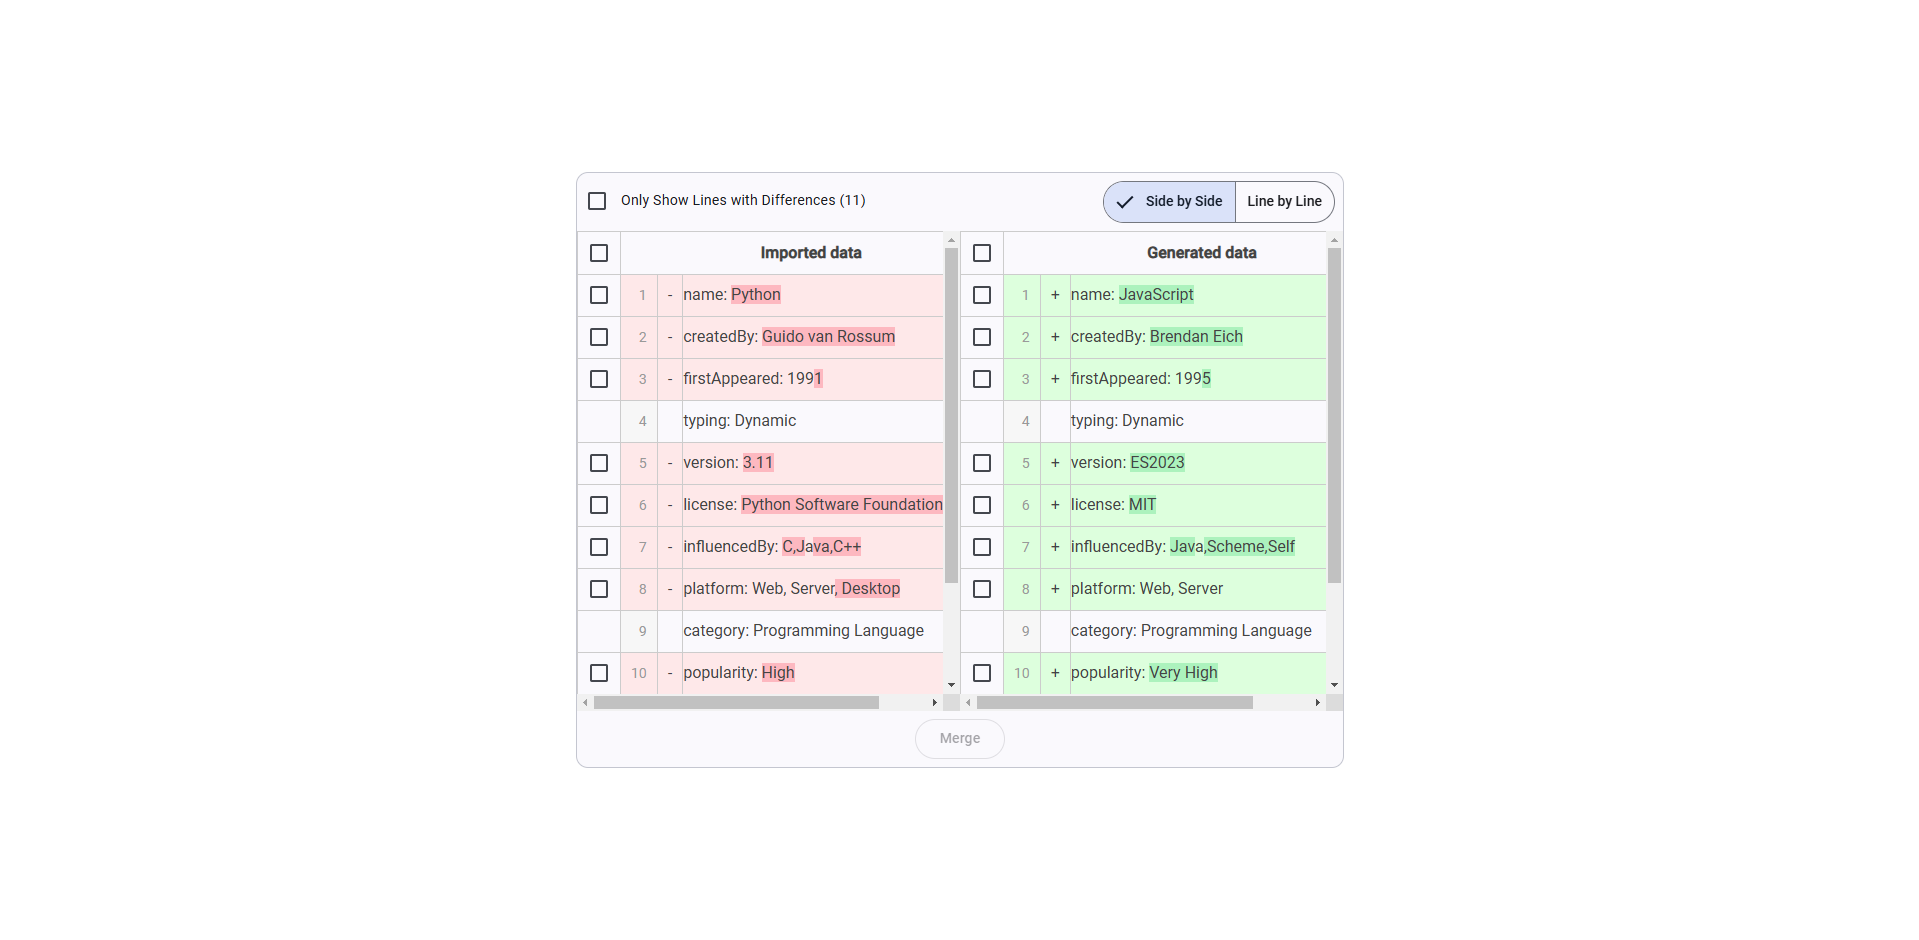 Only Show Lines with Differences (11)
Side by Side
Line by Line
Imported data
1 - name: Python
2 - createdBy: Guido van Rossum
3 - firstAppeared: 1991
4 typing: Dynamic
5 - version: 3.11
6 - license: Python Software Foundation
7 - influencedBy: C,Java,C++
8 - platform: Web, Server, Desktop
9 category: Programming Language
10 - popularity: High
Generated data
1 + name: JavaScript
2 + createdBy: Brendan Eich
3 + firstAppeared: 1995
4 typing: Dynamic
5 + version: ES2023
6 + license: MIT
7 + influencedBy: Java,Scheme,Self
8 + platform: Web, Server
9 category: Programming Language
10 + popularity: Very High
Merge